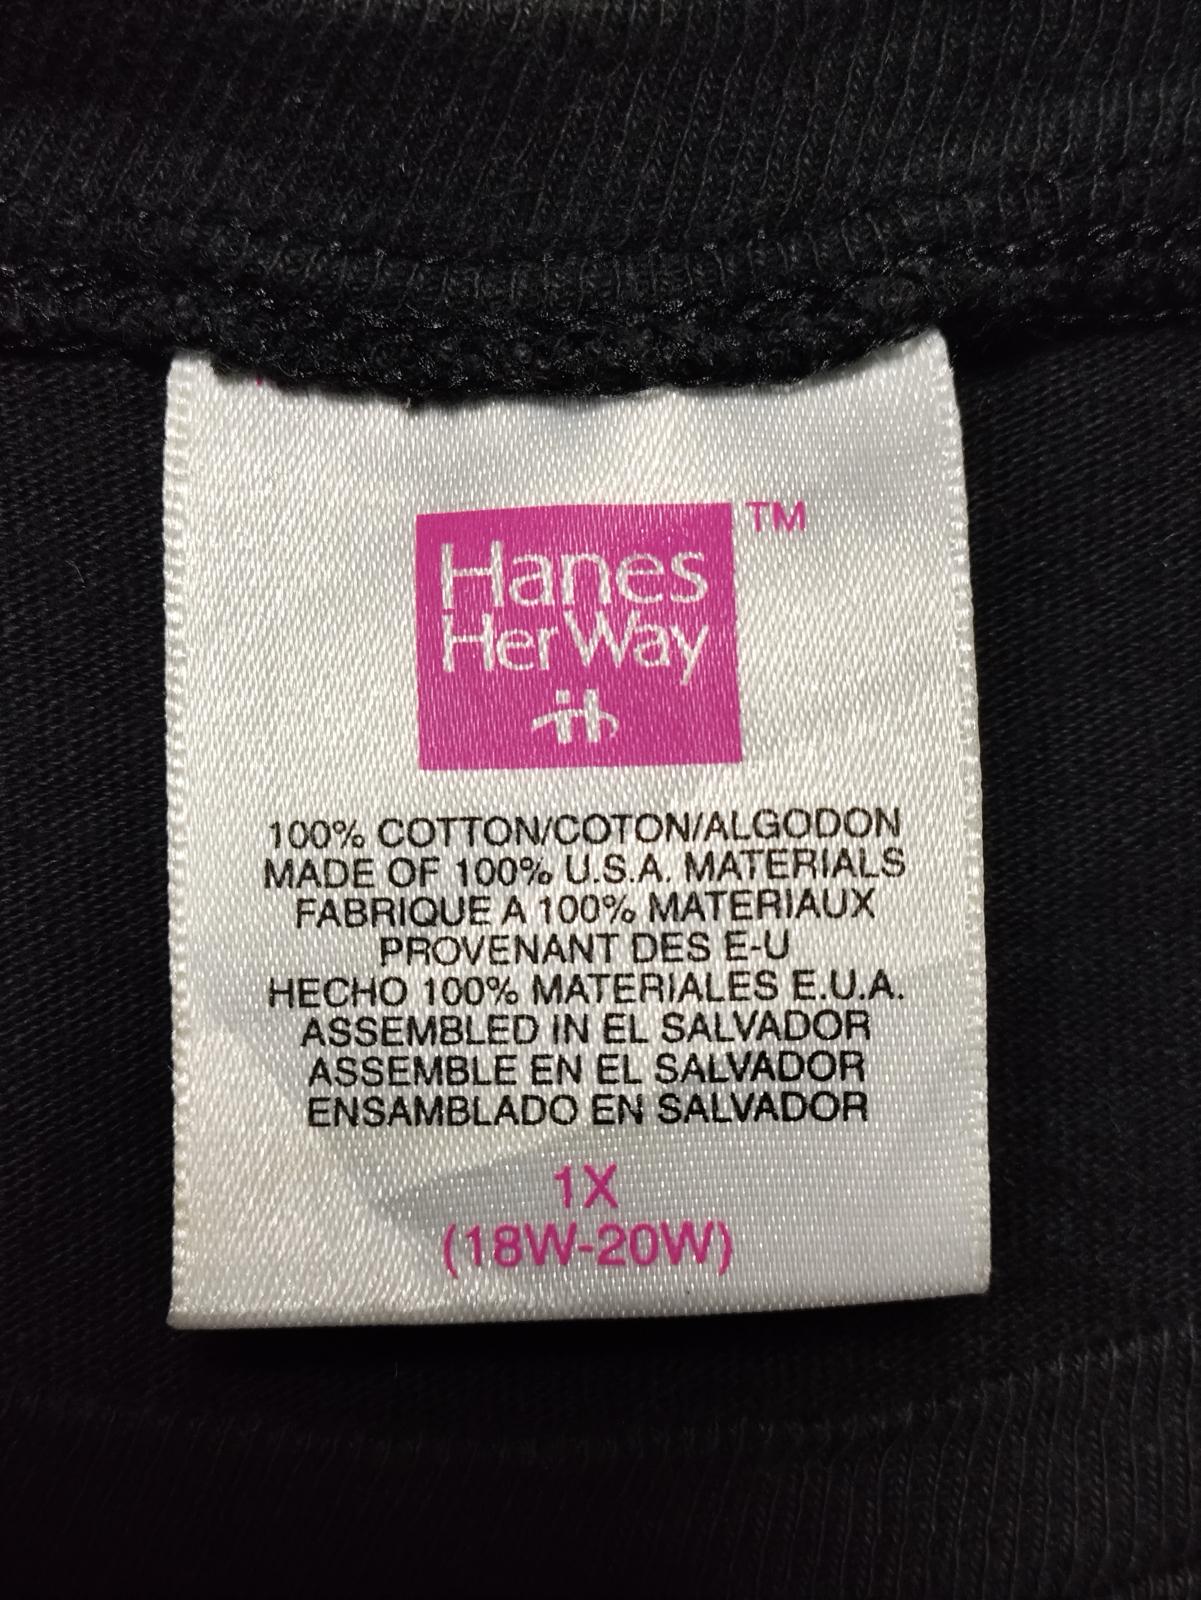 Hanes TM
Her Way
100% COTTON/COTON/ALGODON
MADE OF 100% U.S.A. MATERIALS
FABRIQUE A 100% MATERIAUX
PROVENANT DES E-U
HECHO 100% MATERIALES E.U.A.
ASSEMBLED IN EL SALVADOR
ASSEMBLE EN EL SALVADOR
ENSAMBLADO EN SALVADOR
1X
(18W-20W)